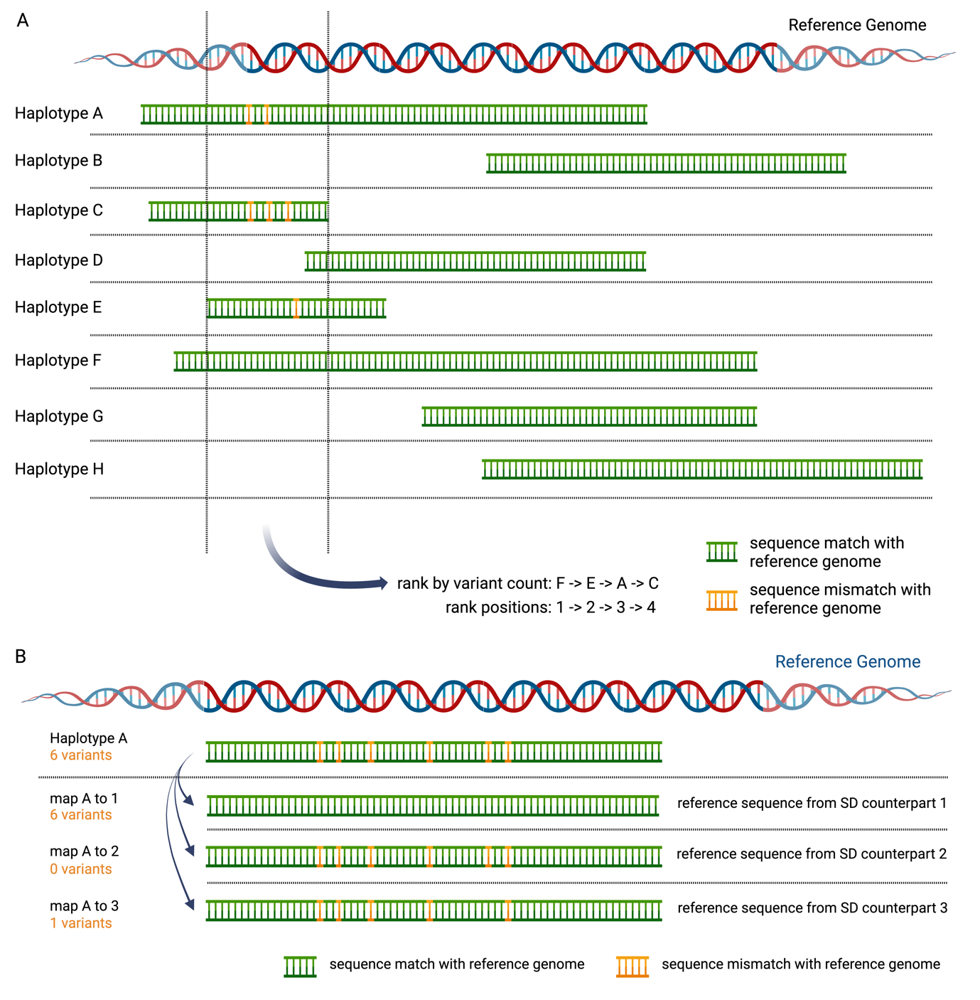 A
Reference Genome
Haplotype A
Haplotype B
Haplotype C
Haplotype D
Haplotype E
Haplotype F
Haplotype G
Haplotype H
sequence match with
reference genome
rank by variant count: F -> E -> A -> C
rank positions: 1 -> 2 -> 3 -> 4
sequence mismatch with
reference genome
B
Reference Genome
Haplotype A
6 variants
map A to 1
6 variants
reference sequence from SD counterpart 1
map A to 2
0 variants
reference sequence from SD counterpart 2
map A to 3
1 variants
reference sequence from SD counterpart 3
sequence match with reference genome
sequence mismatch with reference genome